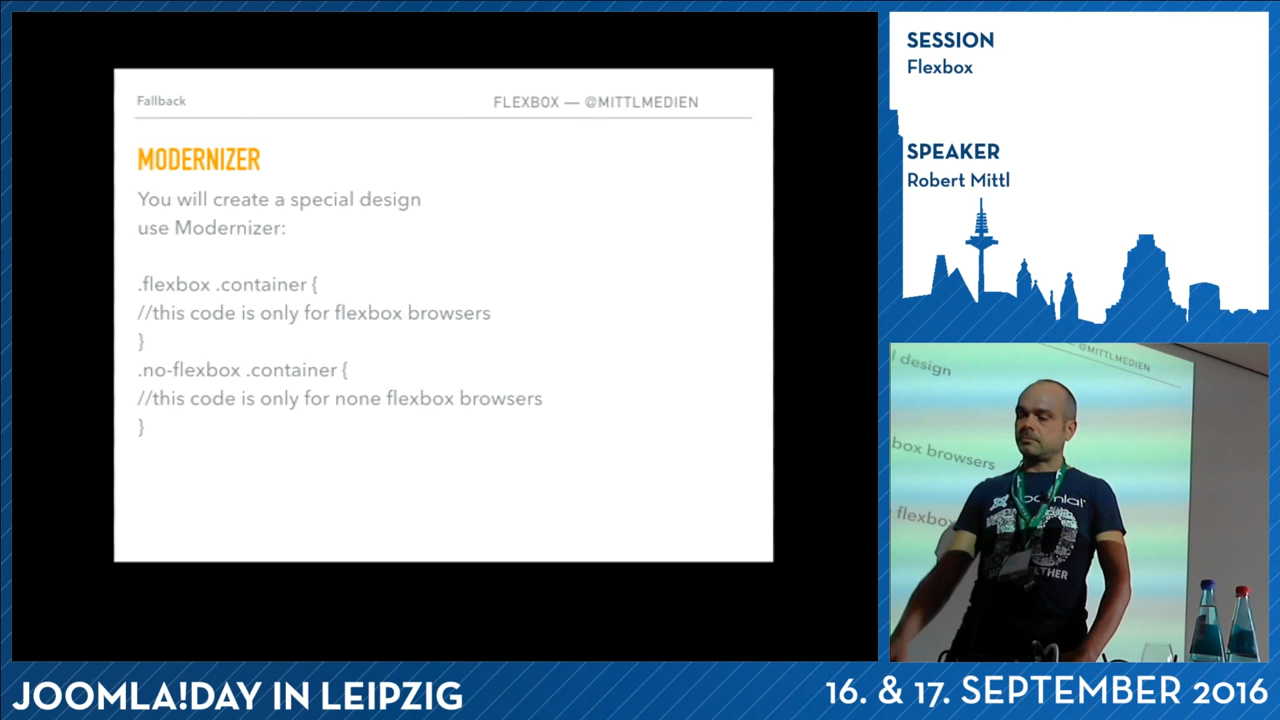 Fallback
FLEXBOX — @MITTLMEDIEN
MODERNIZER
You will create a special design
use Modernizer:
.flexbox .container {
//this code is only for flexbox browsers
}
.no-flexbox .container {
//this code is only for none flexbox browsers
}
SESSION
Flexbox
SPEAKER
Robert Mittl
@MITTLMEDIEN
design
box browsers
flexbox
JOOMLA!DAY IN LEIPZIG
16. & 17. SEPTEMBER 2016